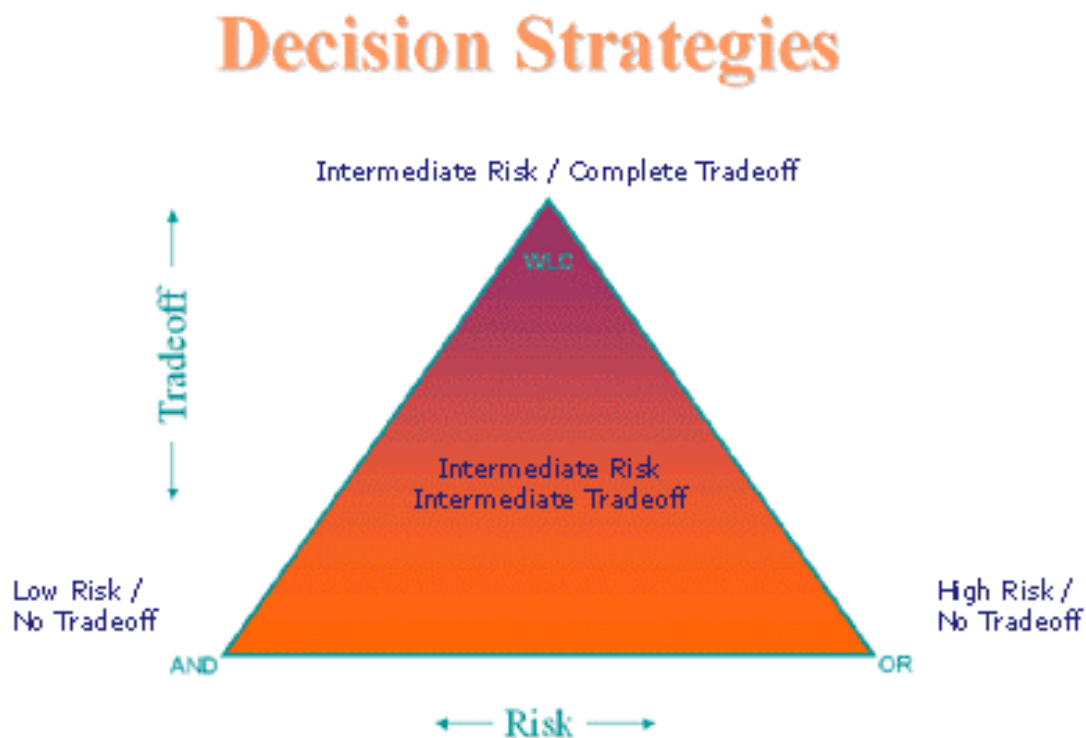 Decision Strategies
Intermediate Risk / Complete Tradeoff
WLC
Tradeoff
Intermediate Risk
Intermediate Tradeoff
Low Risk /
No Tradeoff
High Risk /
No Tradeoff
AND
OR
Risk